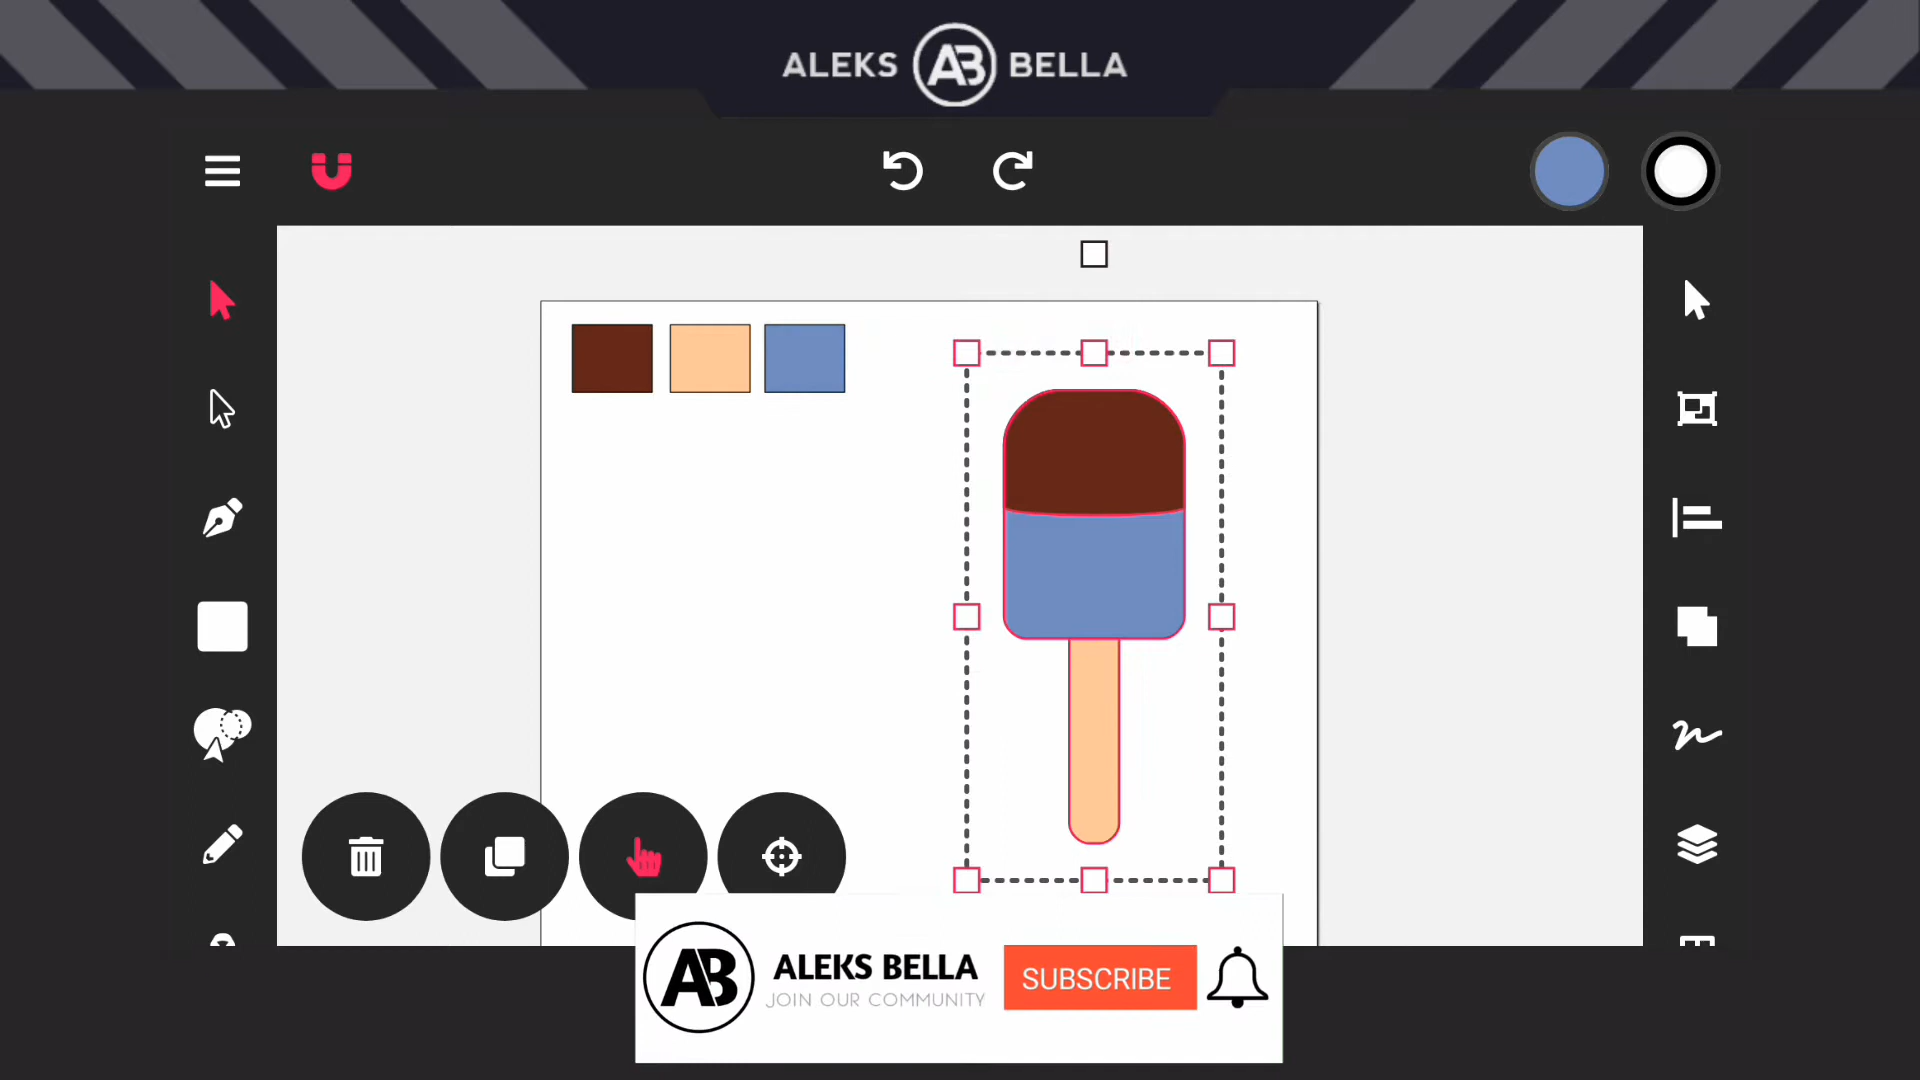 ALEKS AB BELLA
AB
ALEKS BELLA
JOIN OUR COMMUNITY
SUBSCRIBE